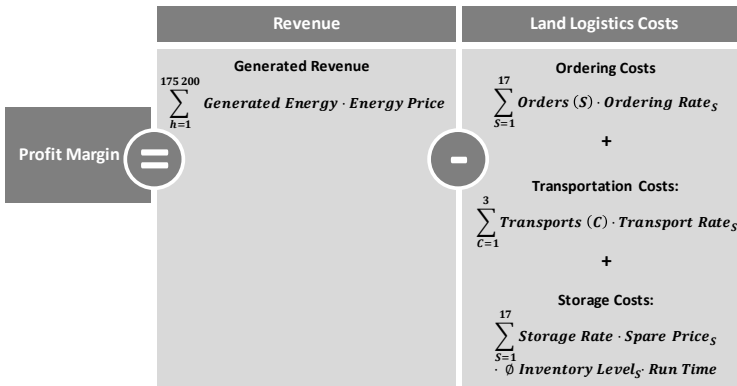 Revenue
Land Logistics Costs
Profit Margin
=
-
Generated Revenue
175 200
∑ Generated Energy · Energy Price
h=1
Ordering Costs
17
∑ Orders (S) · Ordering Rate_S
S=1
+
Transportation Costs:
3
∑ Transports (C) · Transport Rate_S
C=1
+
Storage Costs:
17
∑ Storage Rate · Spare Price_S
S=1
· ∅ Inventory Level_S · Run Time